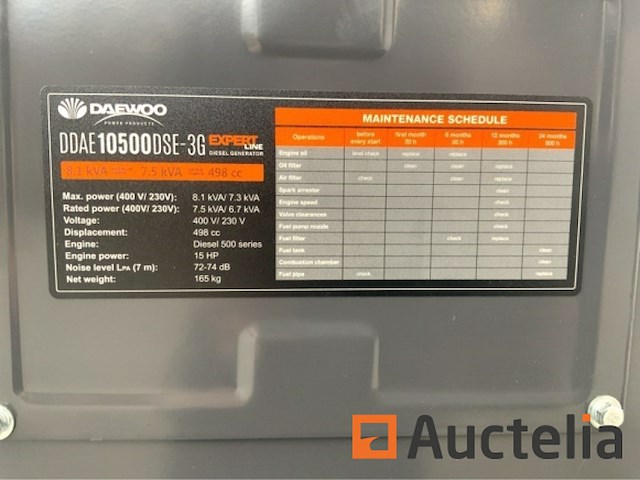 DAEWOO
POWER PRODUCTS
DDAE10500DSE-3G EXPERT LINE
DIESEL GENERATOR
8.1 kVA 7.5 kVA 498 cc
Max. power (400 V/ 230V): 8.1 kVA/ 7.3 kVA
Rated power (400V/ 230V): 7.5 kVA/ 6.7 kVA
Voltage: 400 V/ 230 V
Displacement: 498 cc
Engine: Diesel 500 series
Engine power: 15 HP
Noise level LPA (7 m): 72-74 dB
Net weight: 165 kg
MAINTENANCE SCHEDULE
Operations before every start first month 20 h 6 months 12 months 300 h 24 months
Engine oil level check replace replace
Oil filter clean clean replace
Air filter check check clean replace
Spark arrestor clean
Engine speed check
Valve clearances check
Fuel pump nozzle check
Fuel filter check replace
Fuel tank clean
Combustion chamber clean
Fuel pipe check replace
Auctelia